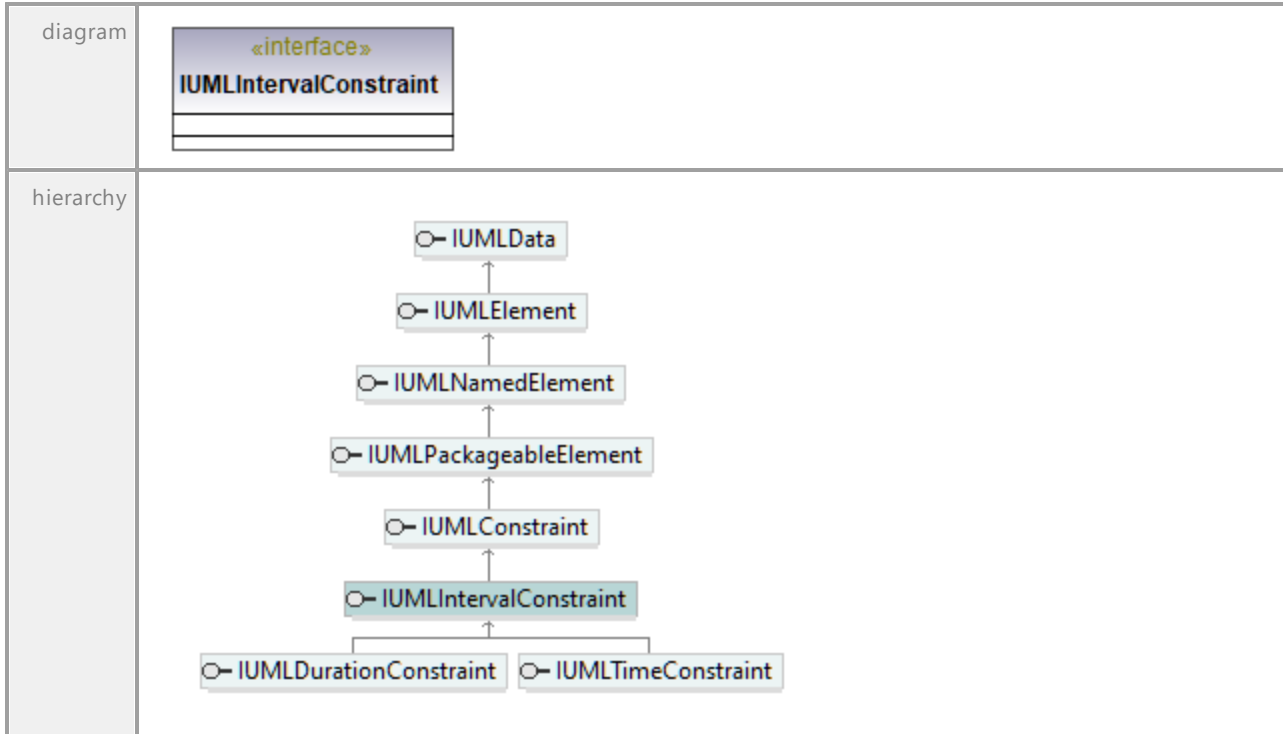 diagram
«interface»
IUMLIntervalConstraint
hierarchy
IUMLData
IUMLElement
IUMLNamedElement
IUMLPackageableElement
IUMLConstraint
IUMLIntervalConstraint
IUMLDurationConstraint IUMLTimeConstraint